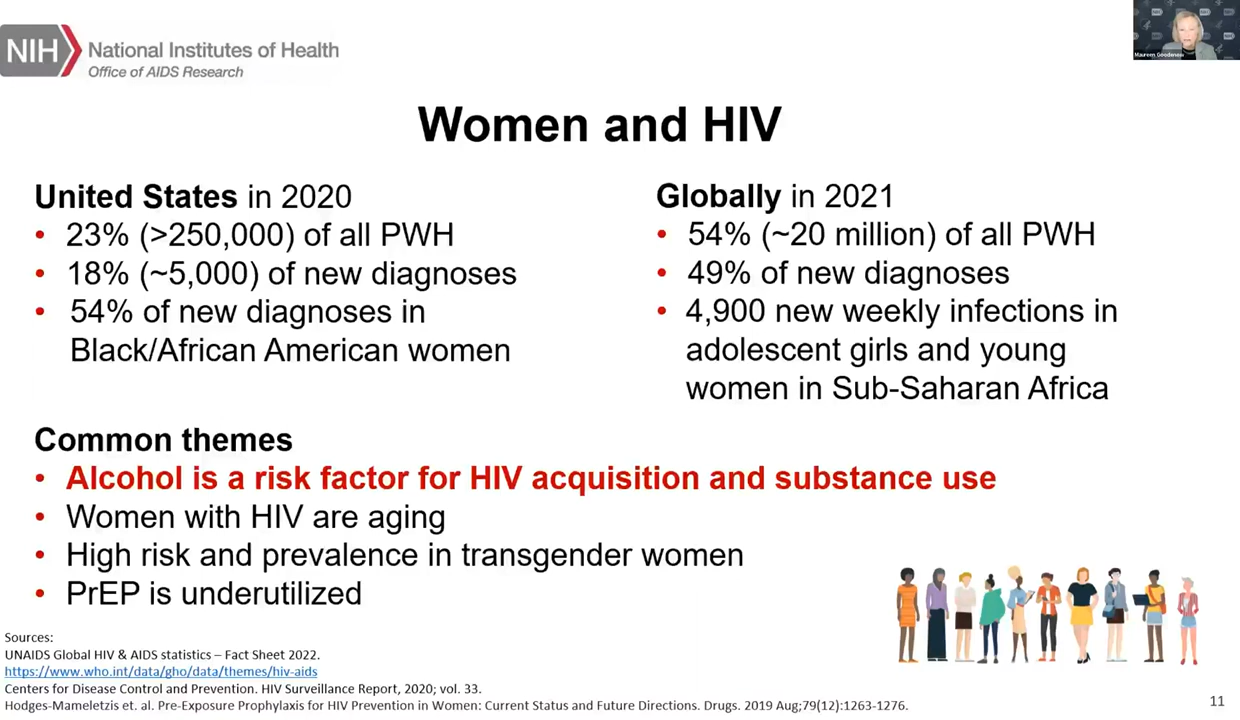 NIH
National Institutes of Health
Office of AIDS Research
Maureen Goodenow
Women and HIV
United States in 2020
• 23% (>250,000) of all PWH
• 18% (~5,000) of new diagnoses
• 54% of new diagnoses in
Black/African American women
Globally in 2021
• 54% (~20 million) of all PWH
• 49% of new diagnoses
• 4,900 new weekly infections in
adolescent girls and young
women in Sub-Saharan Africa
Common themes
• Alcohol is a risk factor for HIV acquisition and substance use
• Women with HIV are aging
• High risk and prevalence in transgender women
• PrEP is underutilized
Sources:
UNAIDS Global HIV & AIDS statistics – Fact Sheet 2022.
https://www.who.int/data/gho/data/themes/hiv-aids
Centers for Disease Control and Prevention. HIV Surveillance Report, 2020; vol. 33.
Hodges-Mameletzis et. al. Pre-Exposure Prophylaxis for HIV Prevention in Women: Current Status and Future Directions. Drugs. 2019 Aug;79(12):1263-1276.
11